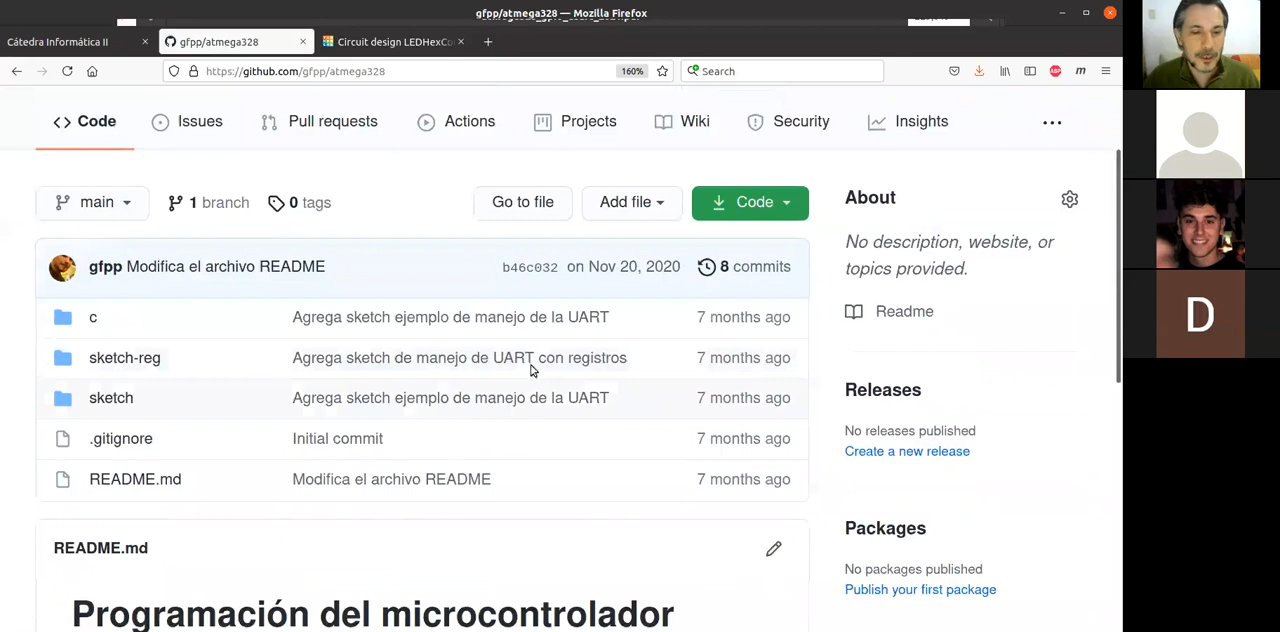 gfpp/atmega328 — Mozilla Firefox
Cátedra Informática II
gfpp/atmega328
Circuit design LEDHexCo
https://github.com/gfpp/atmega328
160%
Search
ABP
m
Code
Issues
Pull requests
Actions
Projects
Wiki
Security
Insights
main
1 branch
0 tags
Go to file
Add file
Code
gfpp Modifica el archivo README
b46c032 on Nov 20, 2020
8 commits
c
Agrega sketch ejemplo de manejo de la UART
7 months ago
sketch-reg
Agrega sketch de manejo de UART con registros
7 months ago
sketch
Agrega sketch ejemplo de manejo de la UART
7 months ago
.gitignore
Initial commit
7 months ago
README.md
Modifica el archivo README
7 months ago
README.md
Programación del microcontrolador
About
No description, website, or
topics provided.
Readme
Releases
No releases published
Create a new release
Packages
No packages published
Publish your first package
D